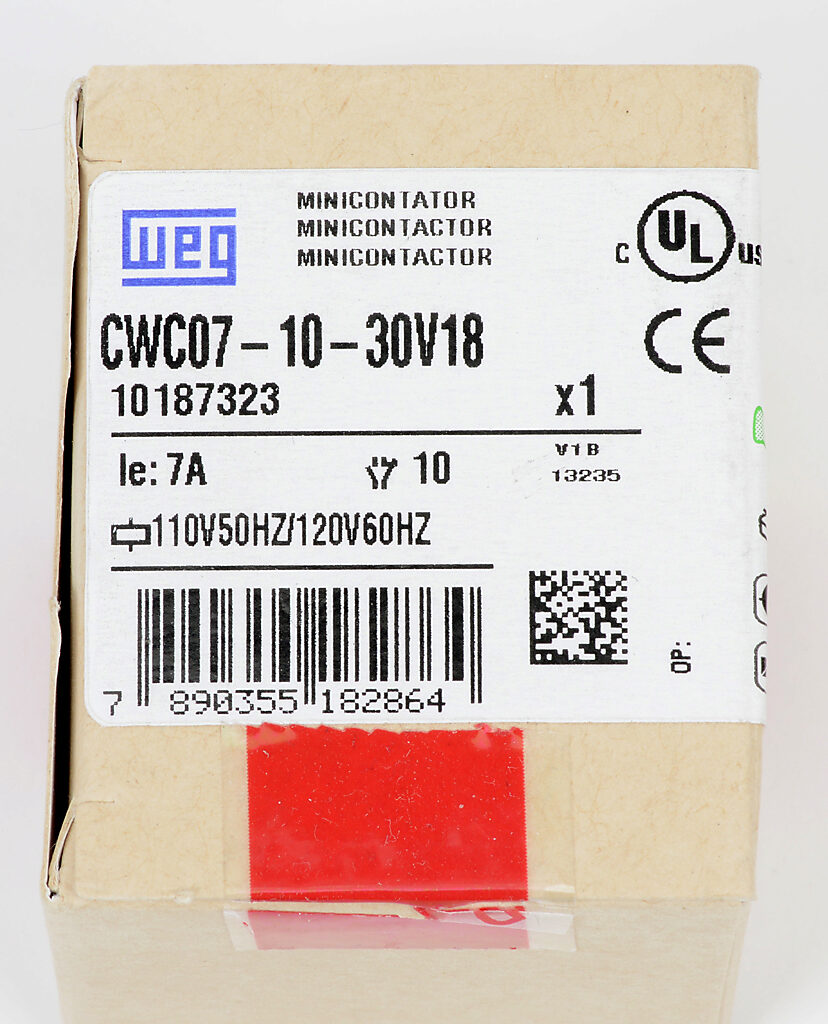 weg
MINICONTATOR
MINICONTACTOR
MINICONTACTOR
C UL US
CWC07-10-30V18
CE
10187323
x1
Ie: 7A
10
V1B
13235
110V50HZ/120V60HZ
OP:
7 890355 182864